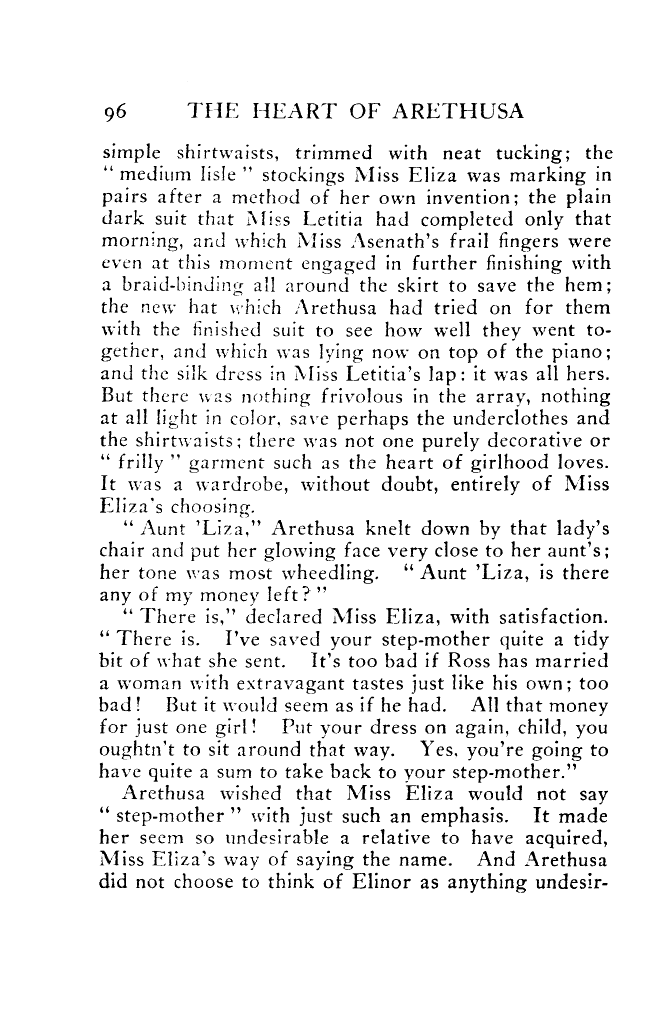 96 THE HEART OF ARETHUSA
simple shirtwaists, trimmed with neat tucking; the
“ medium lisle ” stockings Miss Eliza was marking in
pairs after a method of her own invention; the plain
dark suit that Miss Letitia had completed only that
morning, and which Miss Asenath's frail fingers were
even at this moment engaged in further finishing with
a braid-binding all around the skirt to save the hem;
the new hat which Arethusa had tried on for them
with the finished suit to see how well they went to-
gether, and which was lying now on top of the piano;
and the silk dress in Miss Letitia's lap: it was all hers.
But there was nothing frivolous in the array, nothing
at all light in color, save perhaps the underclothes and
the shirtwaists; there was not one purely decorative or
“ frilly ” garment such as the heart of girlhood loves.
It was a wardrobe, without doubt, entirely of Miss
Eliza's choosing.
“ Aunt 'Liza,” Arethusa knelt down by that lady's
chair and put her glowing face very close to her aunt's;
her tone was most wheedling. “ Aunt 'Liza, is there
any of my money left? ”
“ There is,” declared Miss Eliza, with satisfaction.
“ There is. I've saved your step-mother quite a tidy
bit of what she sent. It's too bad if Ross has married
a woman with extravagant tastes just like his own; too
bad! But it would seem as if he had. All that money
for just one girl! Put your dress on again, child, you
oughtn't to sit around that way. Yes, you're going to
have quite a sum to take back to your step-mother.”
Arethusa wished that Miss Eliza would not say
“ step-mother ” with just such an emphasis. It made
her seem so undesirable a relative to have acquired,
Miss Eliza's way of saying the name. And Arethusa
did not choose to think of Elinor as anything undesir-